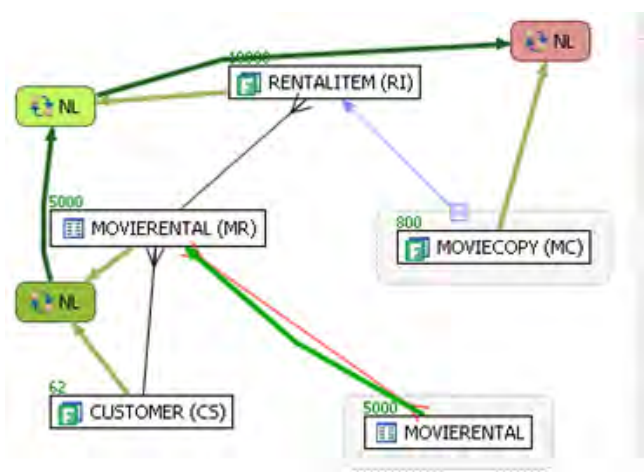 NL
10000
RENTALITEM (RI)
NL
5000
MOVIERENTAL (MR)
800
MOVIECOPY (MC)
NL
62
CUSTOMER (CS)
5000
MOVIERENTAL